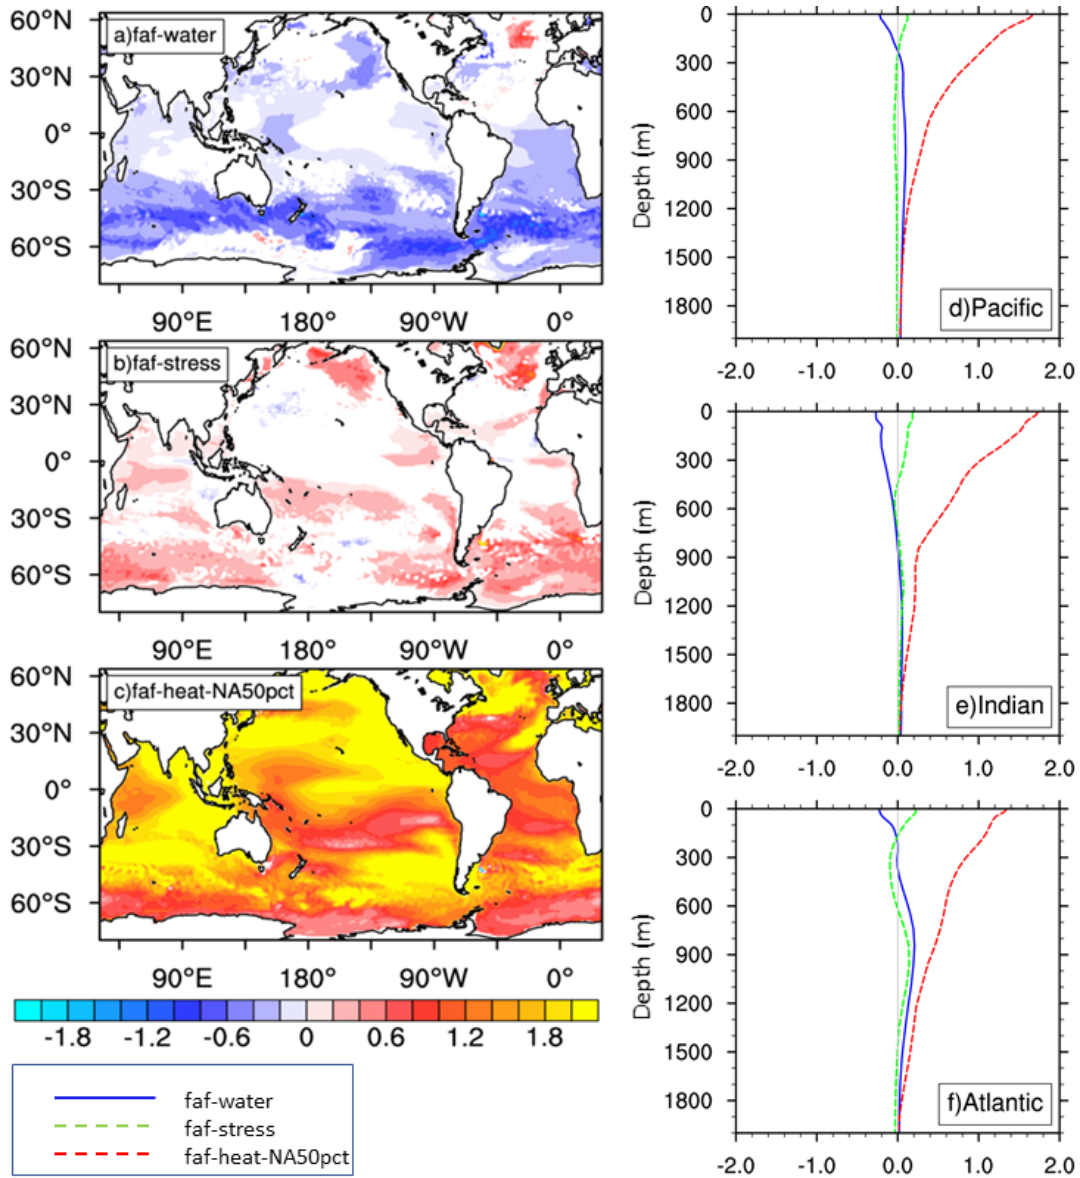 a)faf-water
60°N
30°N
0°
30°S
60°S
90°E 180° 90°W 0°
b)faf-stress
60°N
30°N
0°
30°S
60°S
90°E 180° 90°W 0°
c)faf-heat-NA50pct
60°N
30°N
0°
30°S
60°S
90°E 180° 90°W 0°
-1.8 -1.2 -0.6 0 0.6 1.2 1.8
faf-water
faf-stress
faf-heat-NA50pct
0
300
600
900
1200
1500
1800
Depth (m)
d)Pacific
-2.0 -1.0 0.0 1.0 2.0
0
300
600
900
1200
1500
1800
Depth (m)
e)Indian
-2.0 -1.0 0.0 1.0 2.0
0
300
600
900
1200
1500
1800
Depth (m)
f)Atlantic
-2.0 -1.0 0.0 1.0 2.0